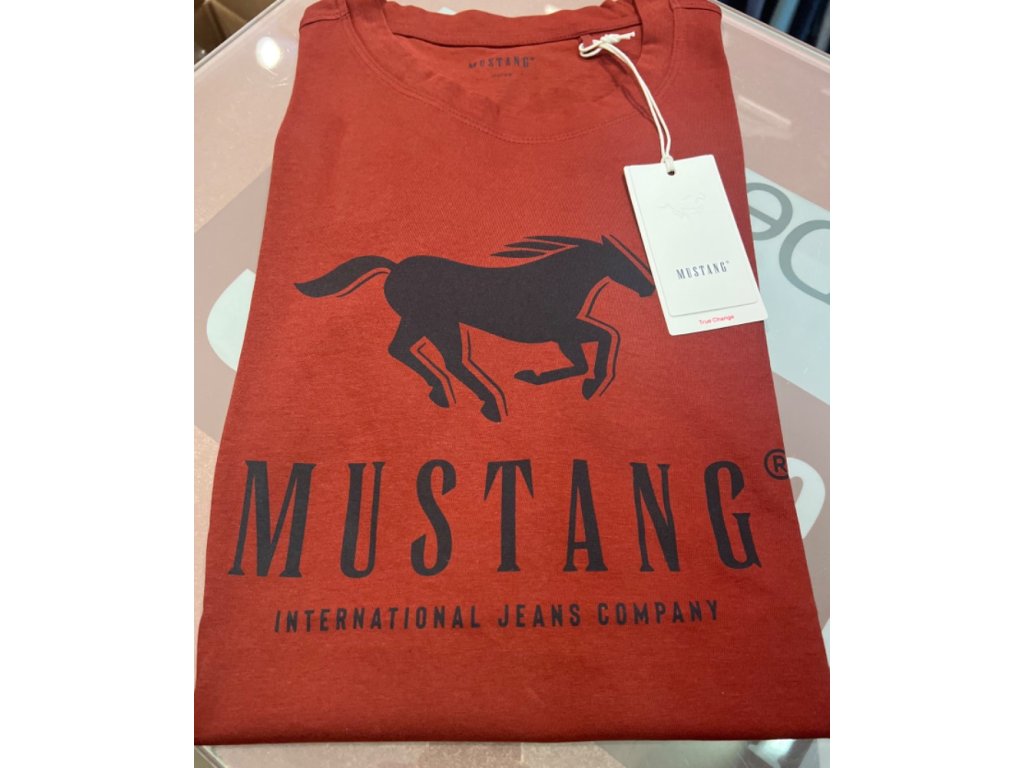 MUSTANG®
MUSTANG
True Change
MUSTANG®
INTERNATIONAL JEANS COMPANY